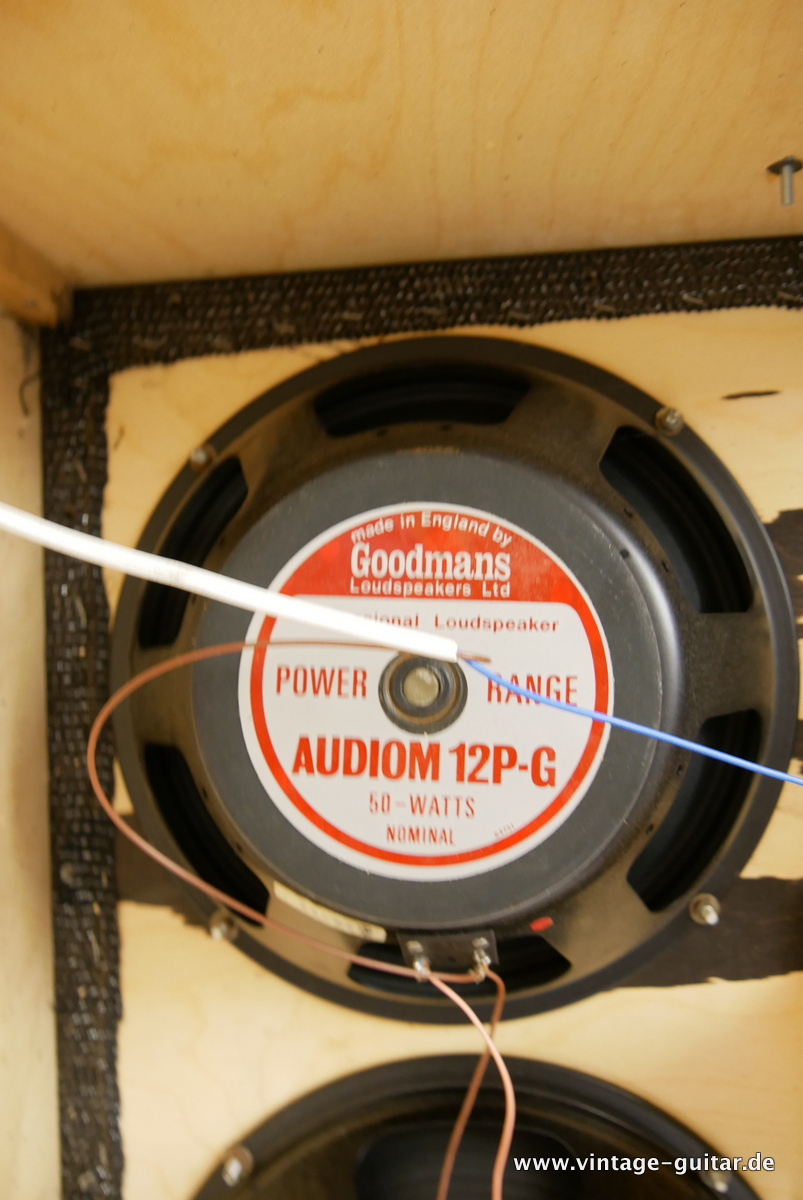 made in England by
Goodmans
Loudspeakers Ltd
Loudspeaker
POWER RANGE
AUDIOM 12P-G
50-WATTS
NOMINAL
www.vintage-guitar.de